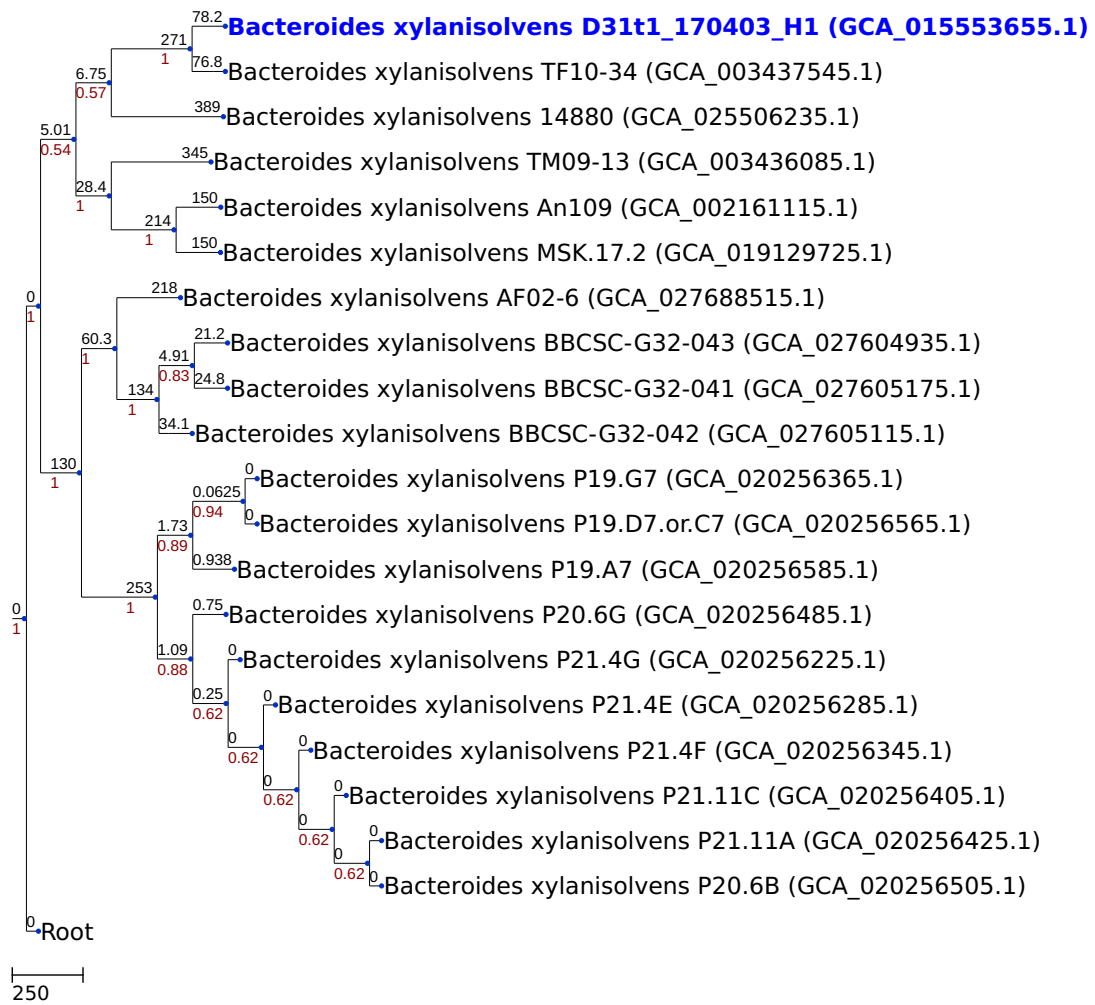 78.2
Bacteroides xylanisolvens D31t1_170403_H1 (GCA_015553655.1)
271
1
76.8
Bacteroides xylanisolvens TF10-34 (GCA_003437545.1)
6.75
0.57
389
Bacteroides xylanisolvens 14880 (GCA_025506235.1)
5.01
0.54
345
Bacteroides xylanisolvens TM09-13 (GCA_003436085.1)
28.4
1
150
Bacteroides xylanisolvens An109 (GCA_002161115.1)
214
1
150
Bacteroides xylanisolvens MSK.17.2 (GCA_019129725.1)
0
1
218
Bacteroides xylanisolvens AF02-6 (GCA_027688515.1)
60.3
1
21.2
Bacteroides xylanisolvens BBCSC-G32-043 (GCA_027604935.1)
4.91
0.83
24.8
Bacteroides xylanisolvens BBCSC-G32-041 (GCA_027605175.1)
134
1
34.1
Bacteroides xylanisolvens BBCSC-G32-042 (GCA_027605115.1)
130
1
0
Bacteroides xylanisolvens P19.G7 (GCA_020256365.1)
0.0625
0.94
0
Bacteroides xylanisolvens P19.D7.or.C7 (GCA_020256565.1)
1.73
0.89
0.938
Bacteroides xylanisolvens P19.A7 (GCA_020256585.1)
253
1
0.75
Bacteroides xylanisolvens P20.6G (GCA_020256485.1)
0
1
1.09
0.88
0
Bacteroides xylanisolvens P21.4G (GCA_020256225.1)
0.25
0.62
0
Bacteroides xylanisolvens P21.4E (GCA_020256285.1)
0
0.62
0
Bacteroides xylanisolvens P21.4F (GCA_020256345.1)
0
0.62
0
Bacteroides xylanisolvens P21.11C (GCA_020256405.1)
0
0.62
0
Bacteroides xylanisolvens P21.11A (GCA_020256425.1)
0
0.62
0
Bacteroides xylanisolvens P20.6B (GCA_020256505.1)
0
Root
250